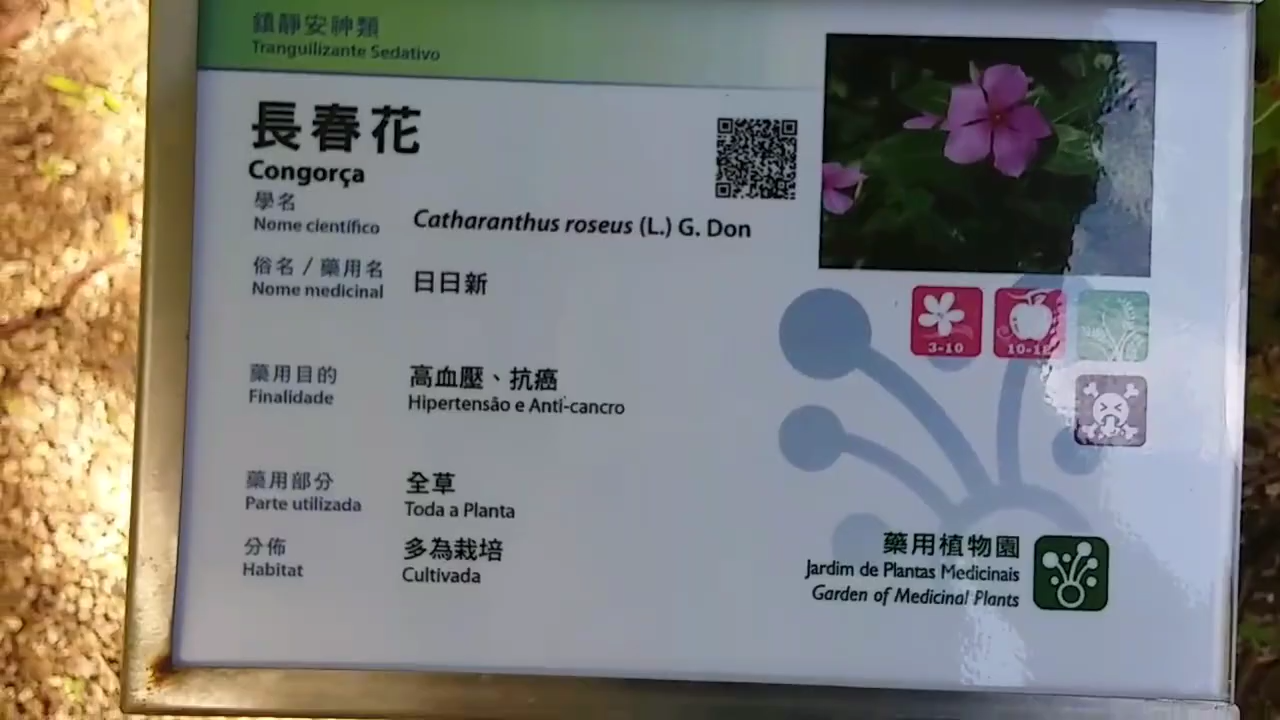 鎮靜安神類
Tranguilizante Sedativo
長春花
Congorça
學名
Nome científico
Catharanthus roseus (L.) G. Don
俗名 / 藥用名
Nome medicinal
日日新
藥用目的
Finalidade
高血壓、抗癌
Hipertensão e Anti-cancro
藥用部分
Parte utilizada
全草
Toda a Planta
分佈
Habitat
多為栽培
Cultivada
3-10
藥用植物園
Jardim de Plantas Medicinais
Garden of Medicinal Plants